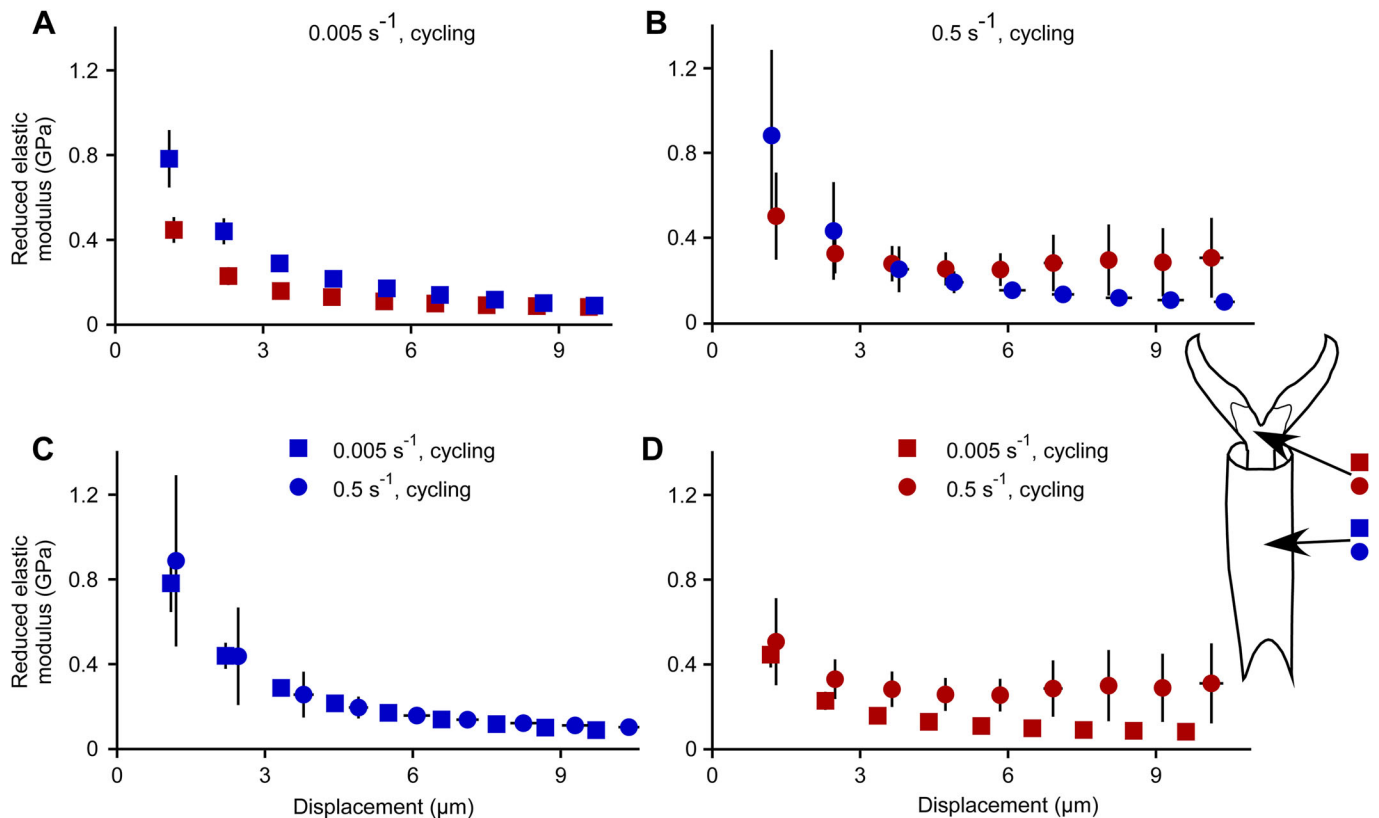 A
0.005 s⁻¹, cycling
Reduced elastic
modulus (GPa)
1.2
0.8
0.4
0
0 3 6 9
B
0.5 s⁻¹, cycling
1.2
0.8
0.4
0
0 3 6 9
C
0.005 s⁻¹, cycling
0.5 s⁻¹, cycling
Reduced elastic
modulus (GPa)
1.2
0.8
0.4
0
0 3 6 9
Displacement (µm)
D
0.005 s⁻¹, cycling
0.5 s⁻¹, cycling
1.2
0.8
0.4
0
0 3 6 9
Displacement (µm)